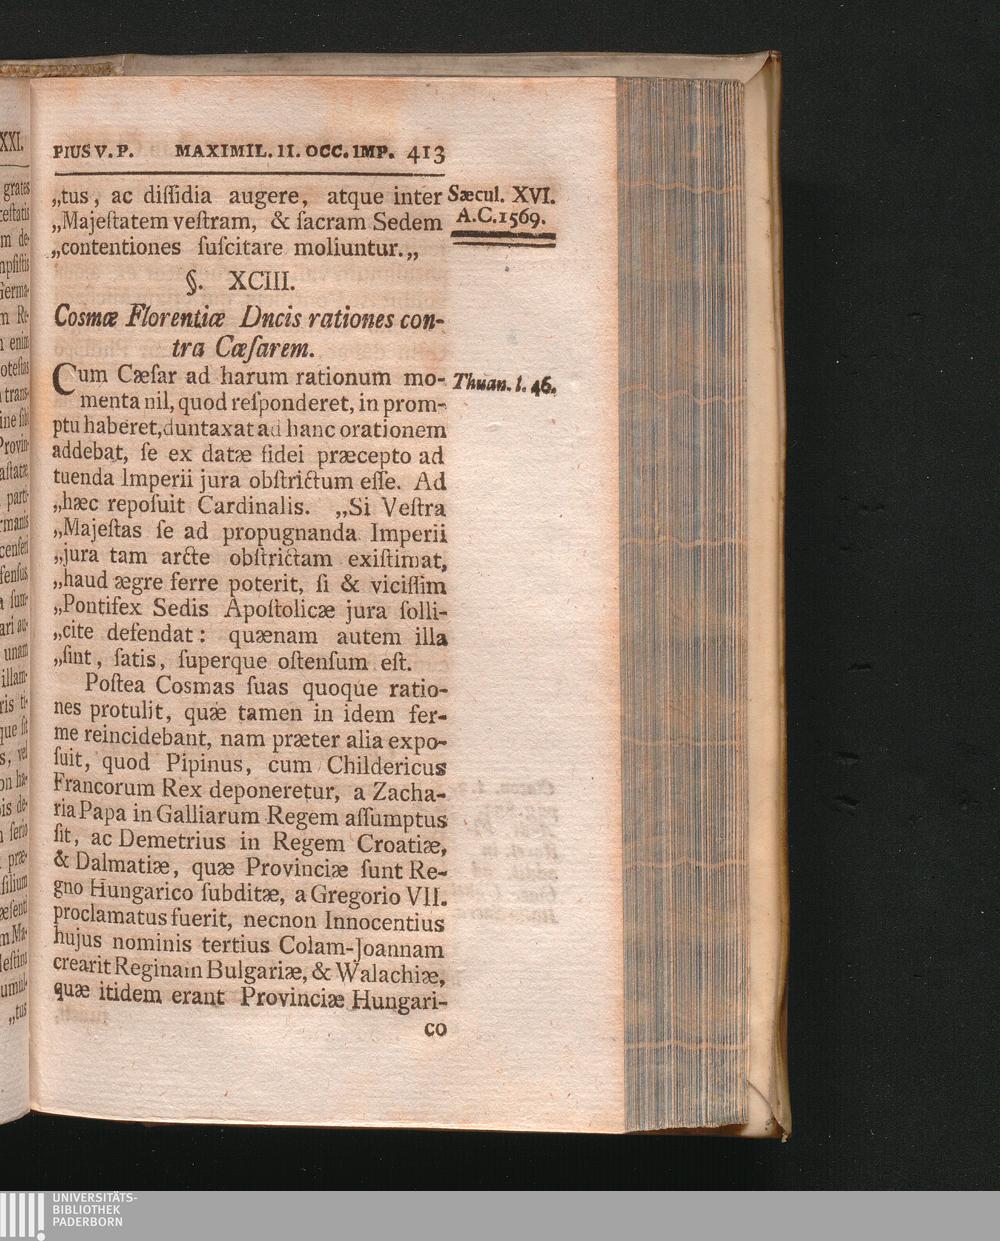 PIUS V. P. MAXIMIL. II. OCC. IMP. 413
„tus, ac diſſidia augere, atque inter
„Majeſtatem veſtram, & ſacram Sedem
„contentiones ſuſcitare moliuntur.„
Sæcul. XVI.
A.C. 1569.
§. XCIII.
Cosmæ Florentiæ Dncis rationes con-
tra Cæſarem.
Cum Cæſar ad harum rationum mo-
menta nil, quod reſponderet, in prom-
ptu haberet, duntaxat ad hanc orationem
addebat, ſe ex datæ fidei præcepto ad
tuenda Imperii jura obſtrictum eſſe. Ad
„hæc repoſuit Cardinalis. „Si Veſtra
„Majeſtas ſe ad propugnanda Imperii
„jura tam arcte obſtrictam exiſtimat,
„haud ægre ferre poterit, ſi & viciſſim
„Pontifex Sedis Apoſtolicæ jura ſolli-
„cite defendat: quænam autem illa
„ſint, ſatis, ſuperque oſtenſum eſt.
Thuan. l. 46.
Poſtea Cosmas ſuas quoque ratio-
nes protulit, quæ tamen in idem fer-
me reincidebant, nam præter alia expo-
ſuit, quod Pipinus, cum Childericus
Francorum Rex deponeretur, a Zacha-
ria Papa in Galliarum Regem aſſumptus
ſit, ac Demetrius in Regem Croatiæ,
& Dalmatiæ, quæ Provinciæ ſunt Re-
gno Hungarico ſubditæ, a Gregorio VII.
proclamatus fuerit, necnon Innocentius
hujus nominis tertius Colam-Joannam
crearit Reginam Bulgariæ, & Walachiæ,
quæ itidem erant Provinciæ Hungari-
co
UNIVERSITÄTS-
BIBLIOTHEK
PADERBORN